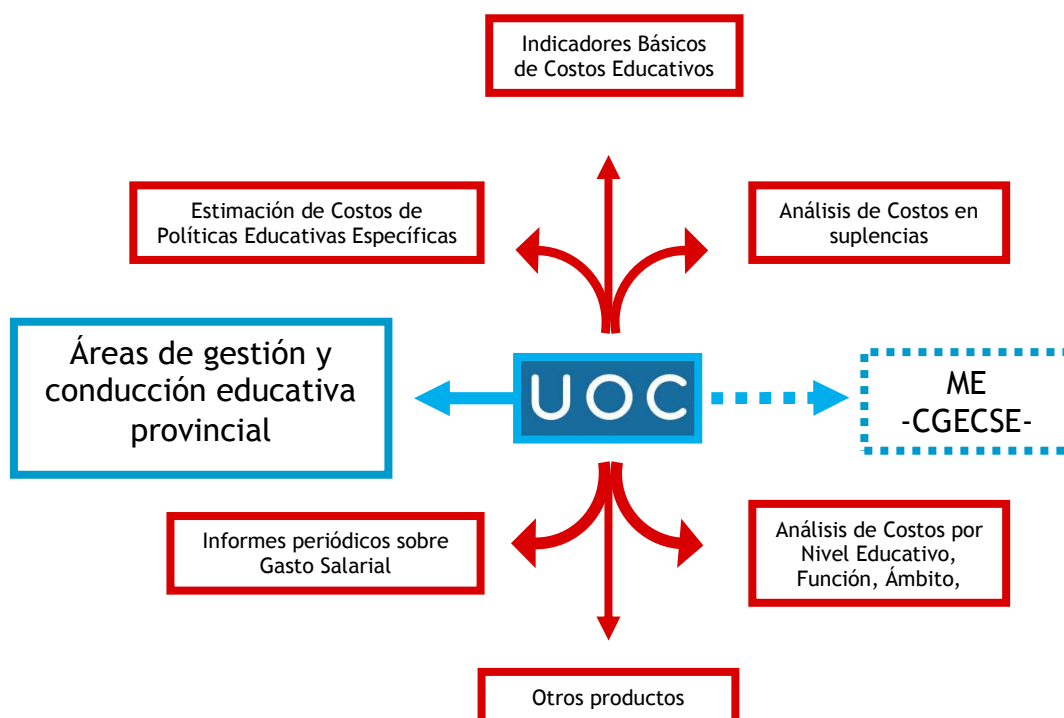 Indicadores Básicos
de Costos Educativos
Estimación de Costos de
Políticas Educativas Específicas
Análisis de Costos en
suplencias
Áreas de gestión y
conducción educativa
provincial
UOC
ME
-CGECSE-
Informes periódicos sobre
Gasto Salarial
Análisis de Costos por
Nivel Educativo,
Función, Ámbito,
Otros productos